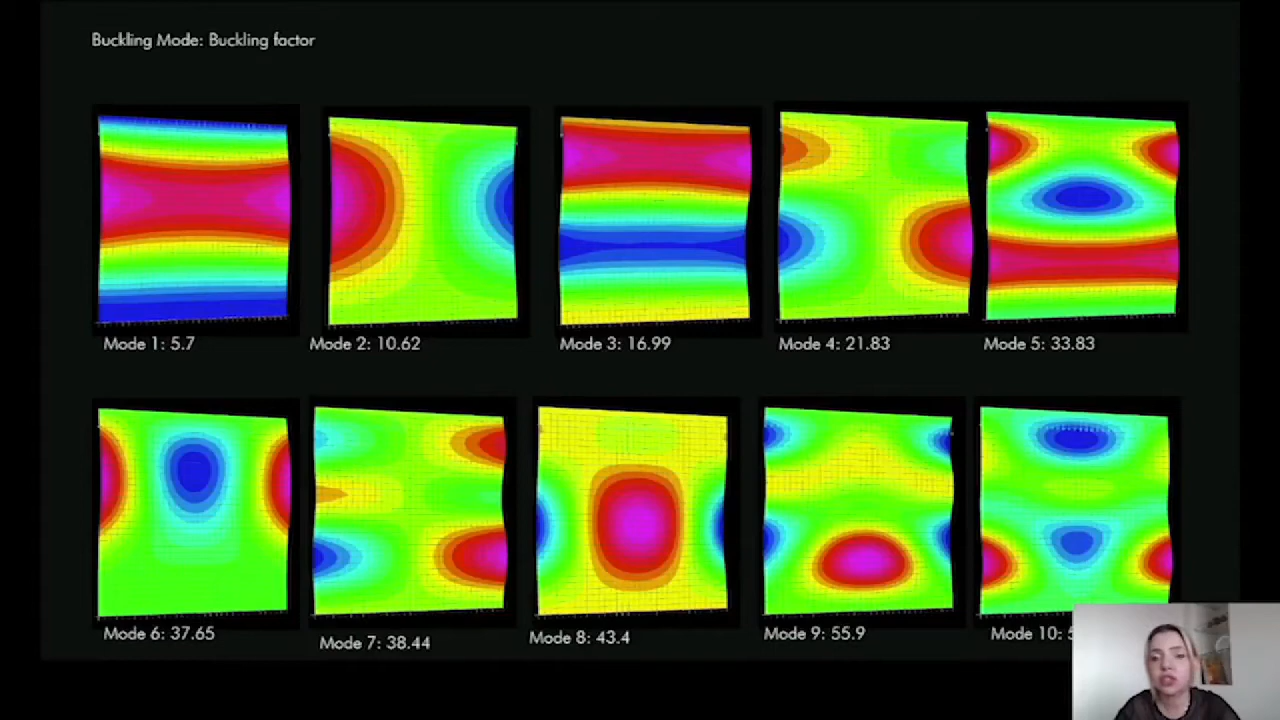 Buckling Mode: Buckling factor
Mode 1: 5.7
Mode 2: 10.62
Mode 3: 16.99
Mode 4: 21.83
Mode 5: 33.83
Mode 6: 37.65
Mode 7: 38.44
Mode 8: 43.4
Mode 9: 55.9
Mode 10: